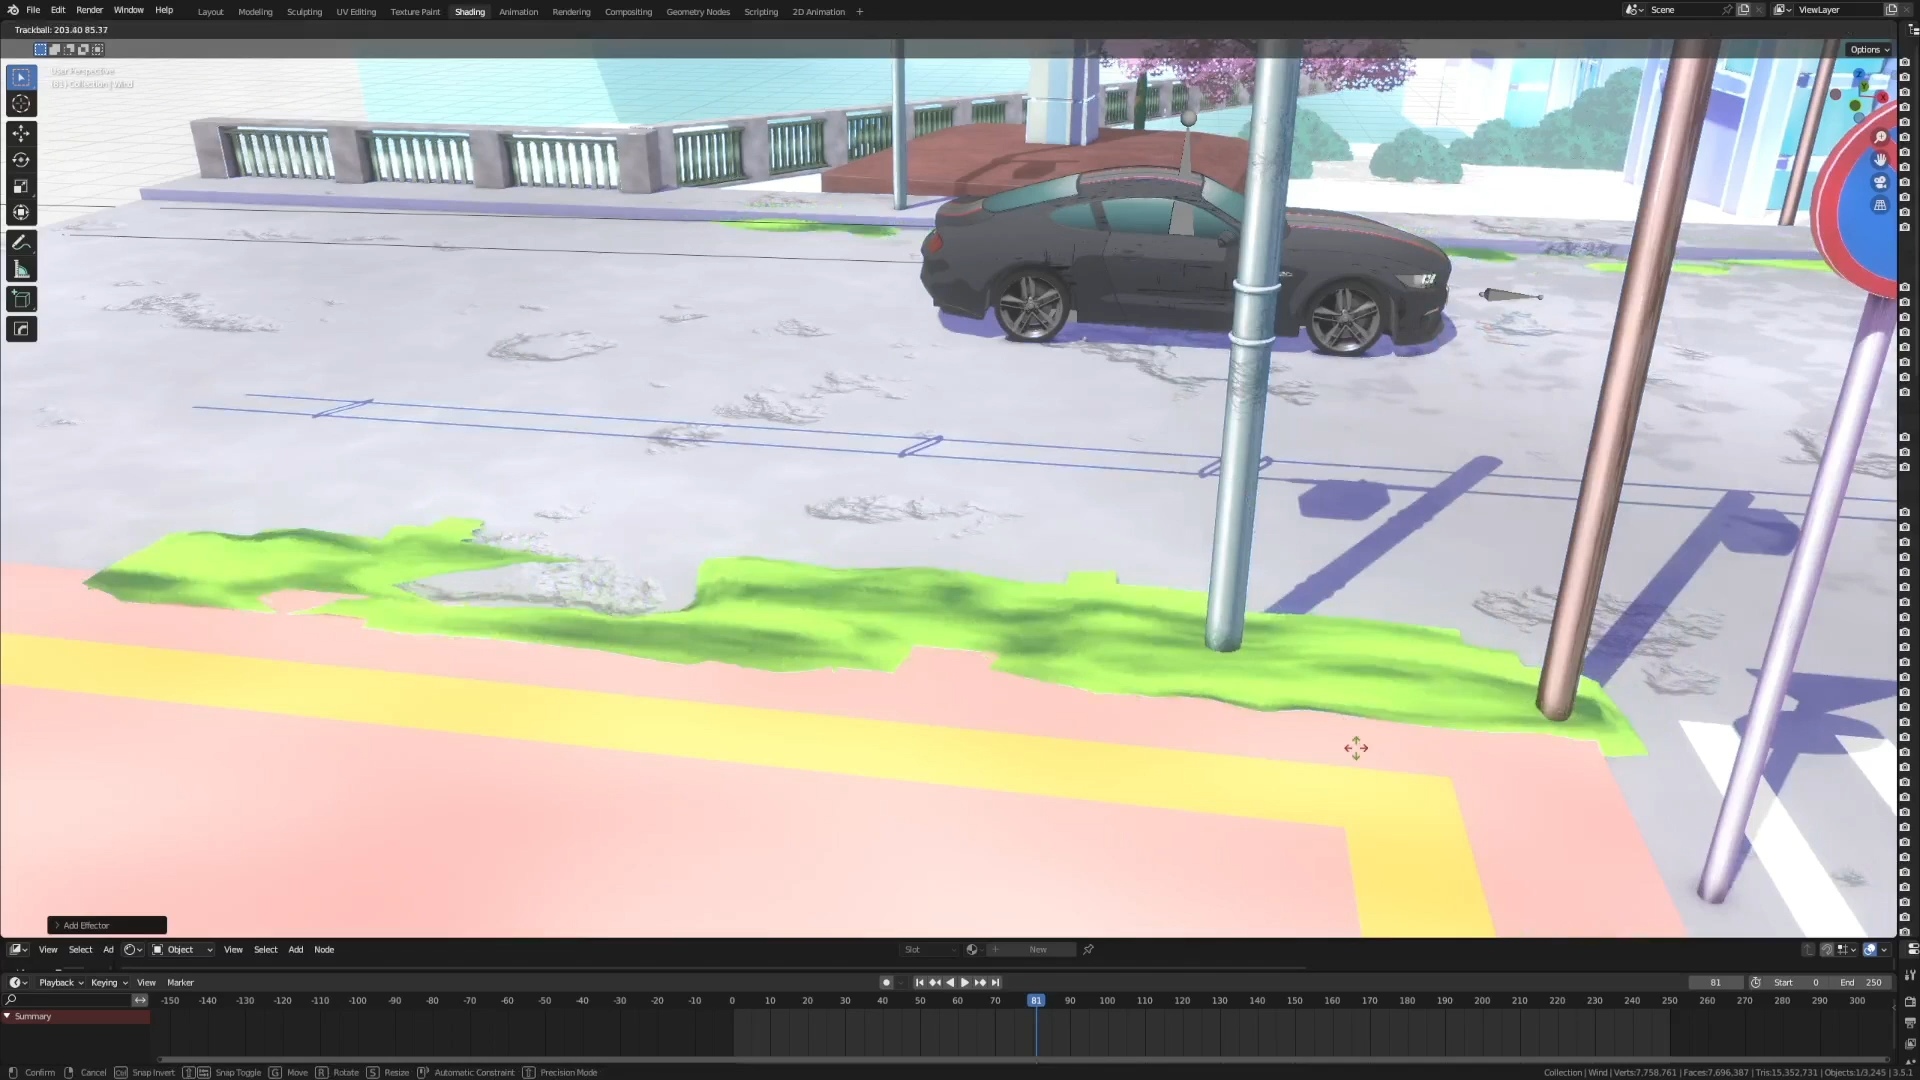 File Edit Render Window Help Layout Modeling Sculpting UV Editing Texture Paint Shading Animation Rendering Compositing Geometry Nodes Scripting 2D Animation + Scene ViewLayer
Trackball: 203.40 85.37
Options
User Perspective
(81) Collection | Wind
Add Effector
View Select Ad Object View Select Add Node Slot New
Playback Keying View Marker 81 Start 0 End 250
-150 -140 -130 -120 -110 -100 -90 -80 -70 -60 -50 -40 -30 -20 -10 0 10 20 30 40 50 60 70 81 90 100 110 120 130 140 150 160 170 180 190 200 210 220 230 240 250 260 270 280 290 300
Summary
Confirm Cancel Ctrl Snap Invert Snap Toggle G Move R Rotate S Resize Automatic Constraint Precision Mode Collection | Wind | Verts:7,758,761 | Faces:7,696,387 | Tris:15,352,731 | Objects:1/3,245 | 3.5.1